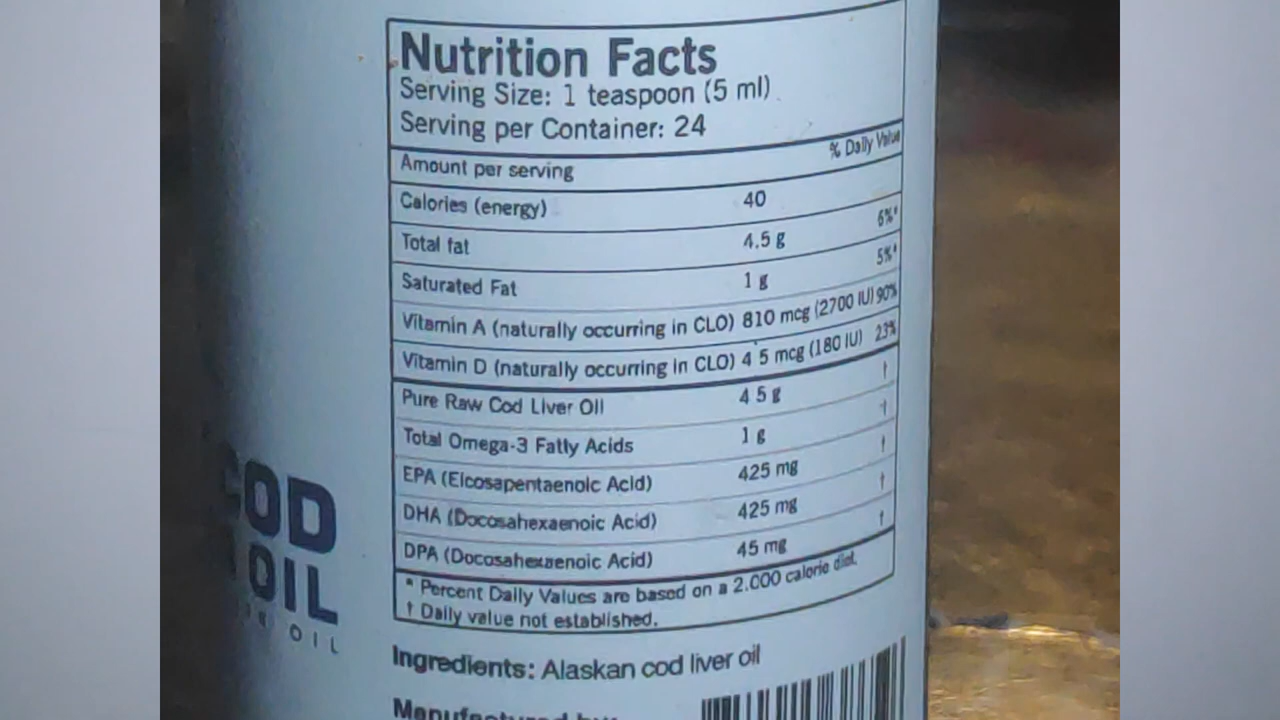 Nutrition Facts
Serving Size: 1 teaspoon (5 ml)
Serving per Container: 24
% Daily Value
Amount per serving
Calories (energy) 40
Total fat 4.5 g 6%*
Saturated Fat 1 g 5%*
Vitamin A (naturally occurring in CLO) 810 mcg (2700 IU) 90%
Vitamin D (naturally occurring in CLO) 4 5 mcg (180 IU) 23%
Pure Raw Cod Liver Oil 4 5 g †
Total Omega-3 Fatty Acids 1 g †
EPA (Eicosapentaenoic Acid) 425 mg †
DHA (Docosahexaenoic Acid) 425 mg †
DPA (Docosahexaenoic Acid) 45 mg †
* Percent Daily Values are based on a 2.000 calorie diet.
† Daily value not established.
Ingredients: Alaskan cod liver oil
COD
OIL
OIL